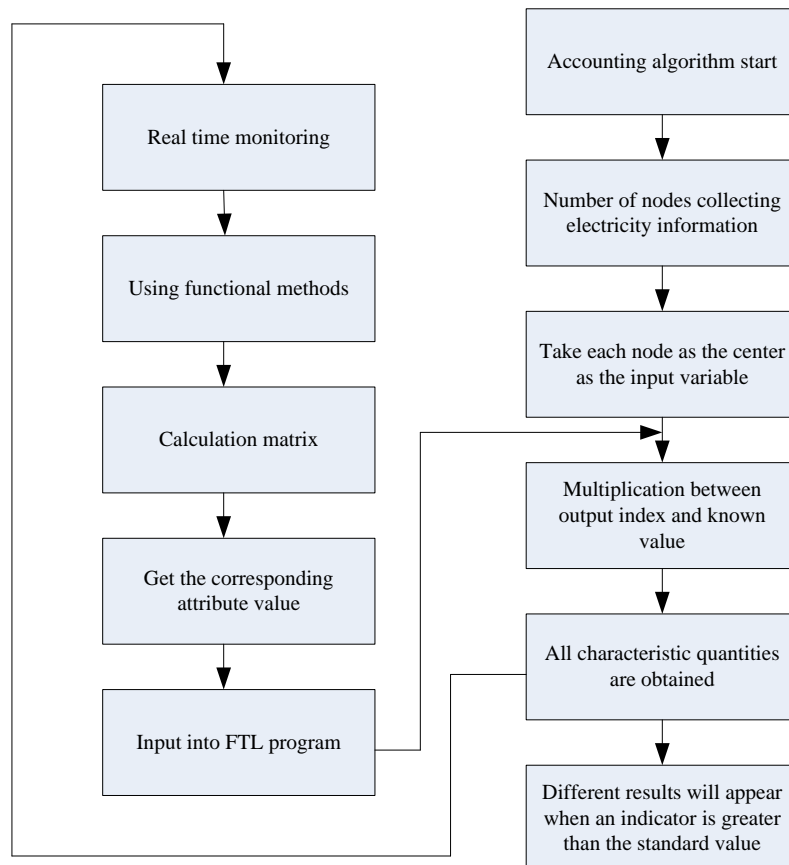 Real time monitoring
Using functional methods
Calculation matrix
Get the corresponding
attribute value
Input into FTL program
Accounting algorithm start
Number of nodes collecting
electricity information
Take each node as the center
as the input variable
Multiplication between
output index and known
value
All characteristic quantities
are obtained
Different results will appear
when an indicator is greater
than the standard value